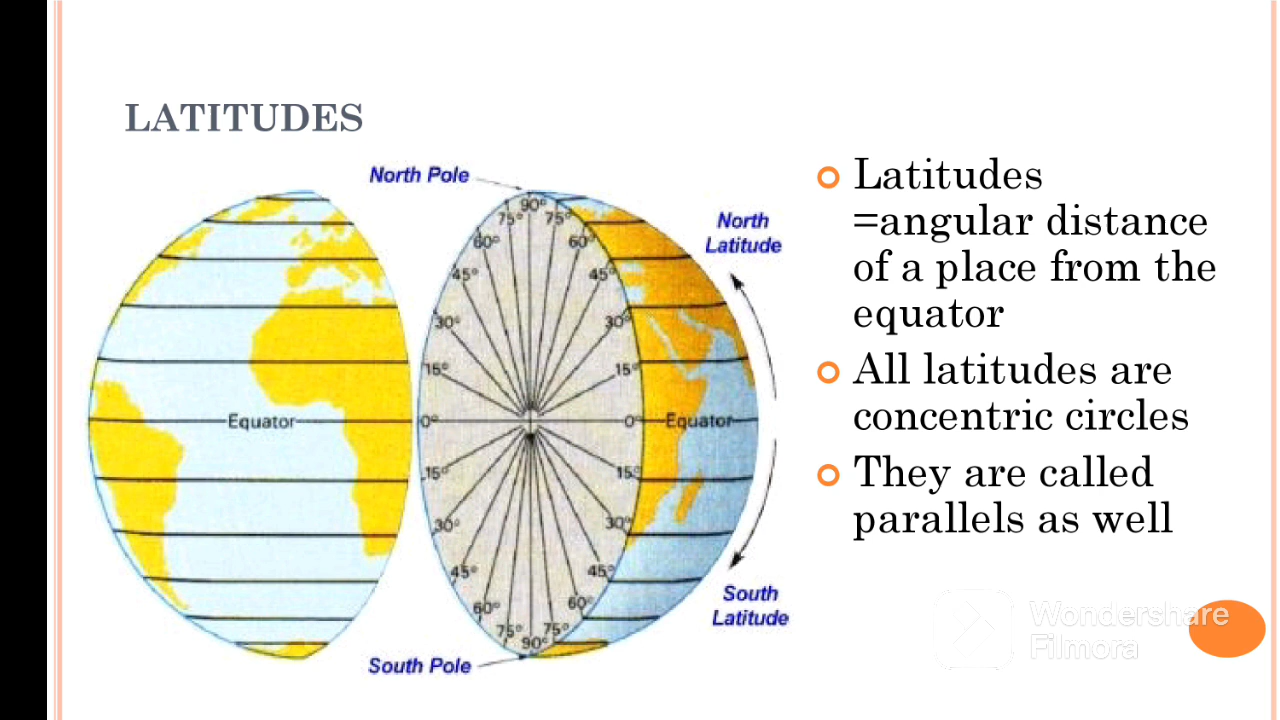 LATITUDES
North Pole
90°
75° 75°
60° 60°
45° 45°
30° 30°
15° 15°
Equator
0° 0° Equator
15° 15°
30° 30°
45° 45°
60° 60°
75° 75°
90°
South Pole
North
Latitude
South
Latitude
Latitudes
=angular distance
of a place from the
equator
All latitudes are
concentric circles
They are called
parallels as well
Wondershare
Filmora